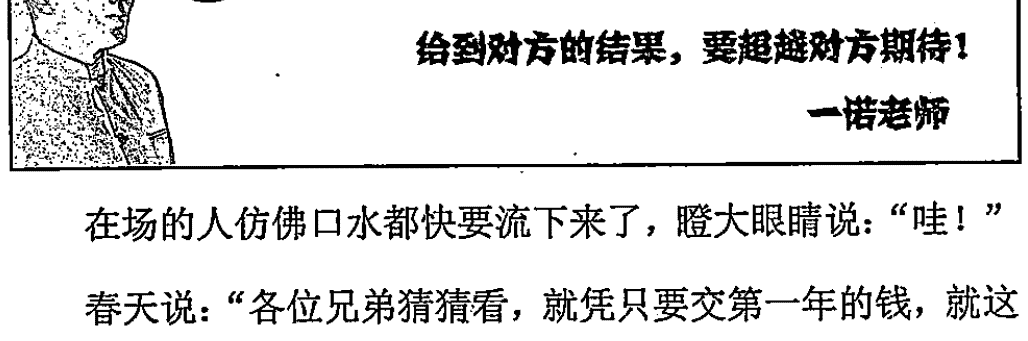 给到对方的结果，要超越对方期待！
一诺老师
在场的人仿佛口水都快要流下来了，瞪大眼睛说：“哇！”
春天说：“各位兄弟猜猜看，就凭只要交第一年的钱，就这